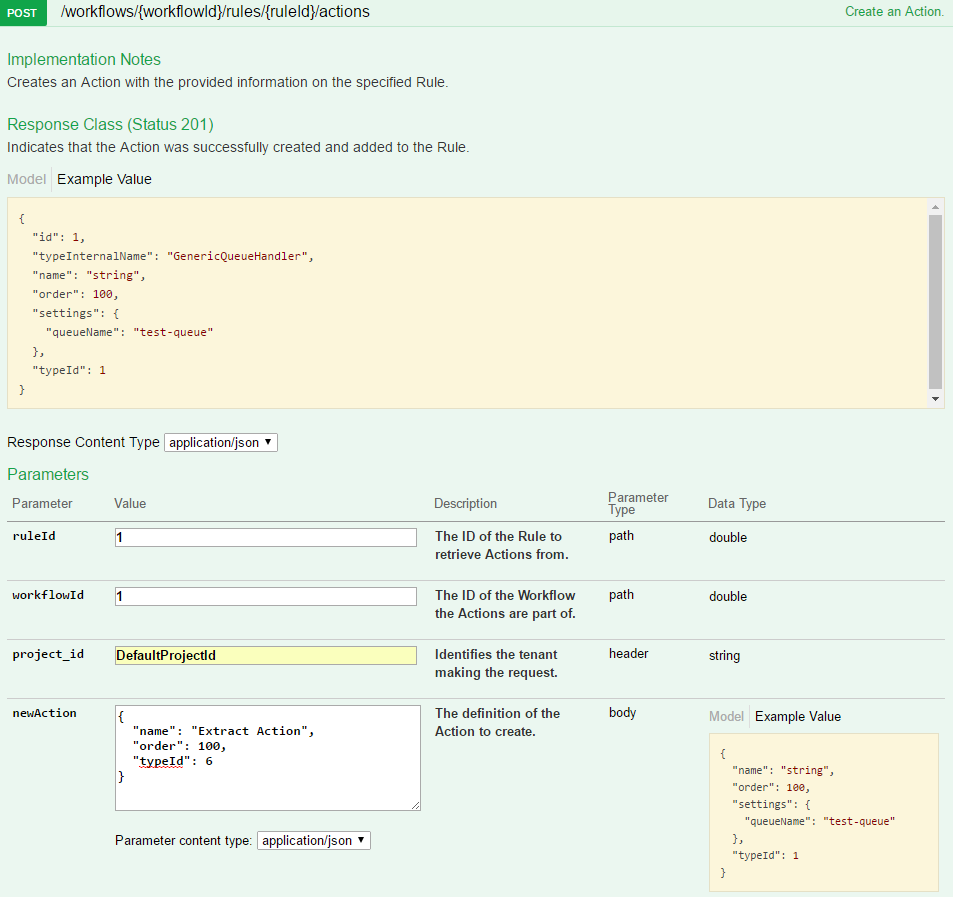 POST /workflows/{workflowId}/rules/{ruleId}/actions Create an Action.
Implementation Notes
Creates an Action with the provided information on the specified Rule.
Response Class (Status 201)
Indicates that the Action was successfully created and added to the Rule.
Model Example Value
{
"id": 1,
"typeInternalName": "GenericQueueHandler",
"name": "string",
"order": 100,
"settings": {
"queueName": "test-queue"
},
"typeId": 1
}
Response Content Type application/json
Parameters
Parameter Value Description Parameter Type Data Type
ruleId 1 The ID of the Rule to retrieve Actions from. path double
workflowId 1 The ID of the Workflow the Actions are part of. path double
project_id DefaultProjectId Identifies the tenant making the request. header string
newAction
{
"name": "Extract Action",
"order": 100,
"typeId": 6
}
Parameter content type: application/json
The definition of the
Action to create.
body
Model Example Value
{
"name": "string",
"order": 100,
"settings": {
"queueName": "test-queue"
},
"typeId": 1
}